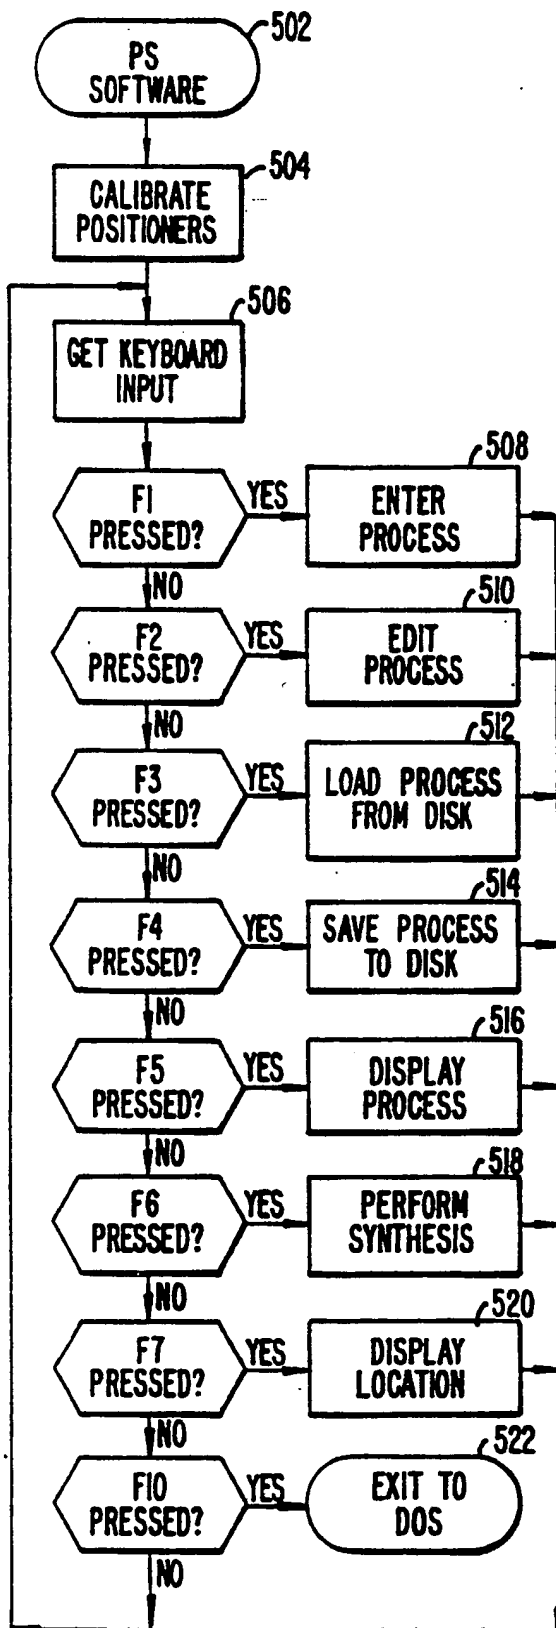 502
PS
SOFTWARE
504
CALIBRATE
POSITIONERS
506
GET KEYBOARD
INPUT
508
F1
PRESSED?
YES
ENTER
PROCESS
NO
510
F2
PRESSED?
YES
EDIT
PROCESS
NO
512
F3
PRESSED?
YES
LOAD PROCESS
FROM DISK
NO
514
F4
PRESSED?
YES
SAVE PROCESS
TO DISK
NO
516
F5
PRESSED?
YES
DISPLAY
PROCESS
NO
518
F6
PRESSED?
YES
PERFORM
SYNTHESIS
NO
520
F7
PRESSED?
YES
DISPLAY
LOCATION
NO
522
F10
PRESSED?
YES
EXIT TO
DOS
NO